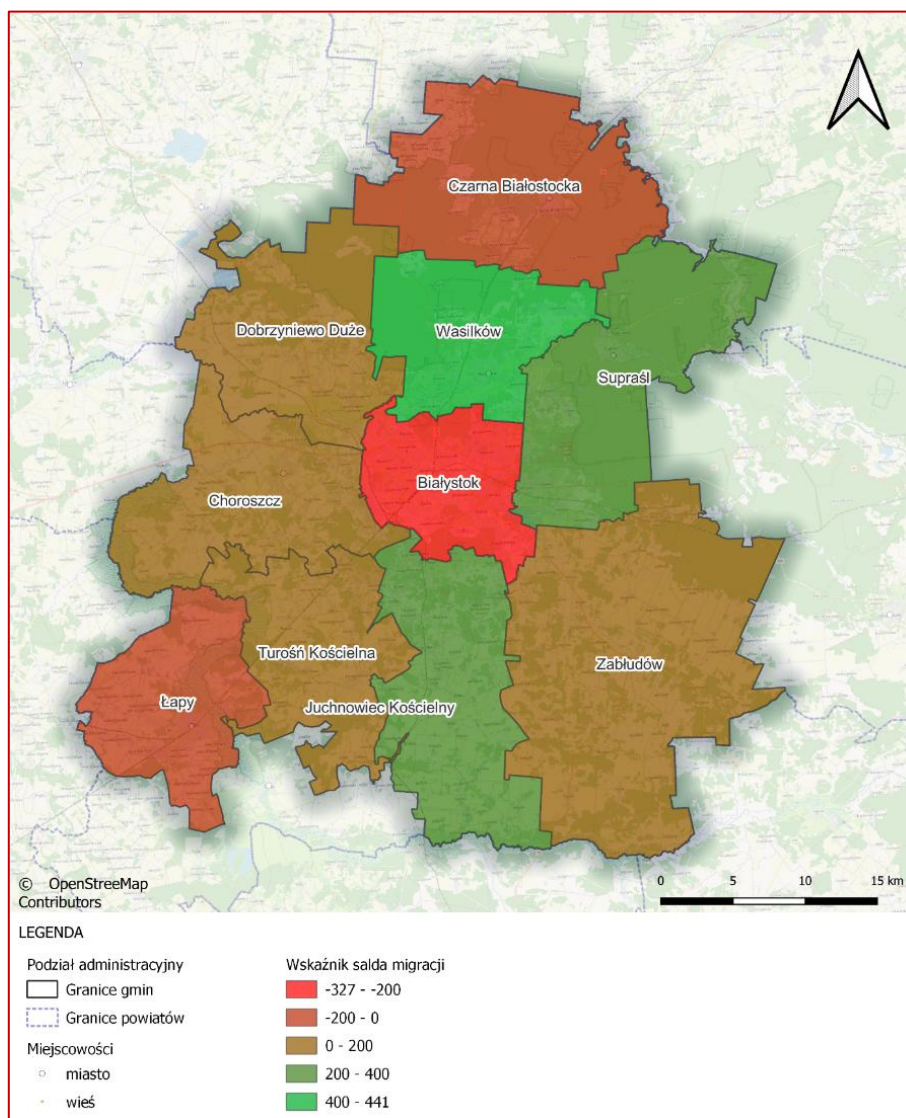 Czarna Białostocka
Dobrzyniewo Duże
Wasilków
Supraśl
Białystok
Choroszcz
Turośń Kościelna
Zabłudów
Łapy
Juchnowiec Kościelny
© OpenStreetMap
Contributors
0 5 10 15 km
LEGENDA
Podział administracyjny
Granice gmin
Granice powiatów
Miejscowości
miasto
wieś
Wskaźnik salda migracji
-327 - -200
-200 - 0
0 - 200
200 - 400
400 - 441